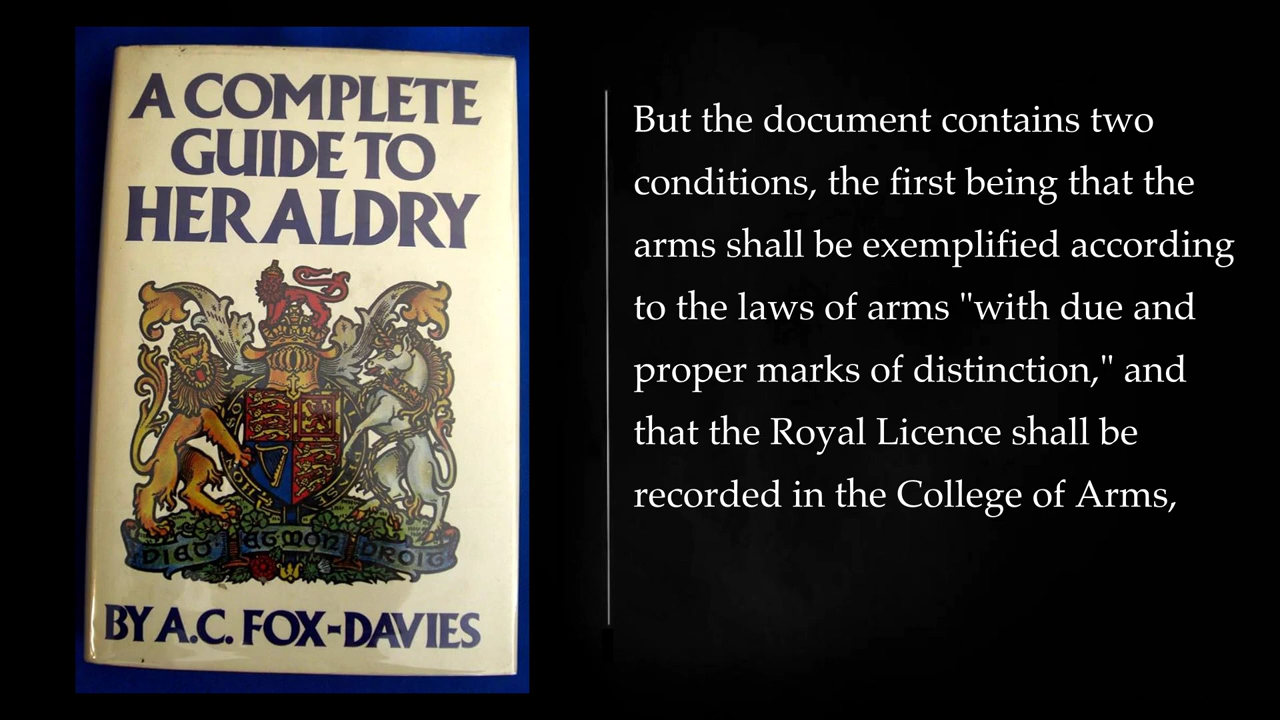 A COMPLETE
GUIDE TO
HERALDRY
DIEU ET MON DROIT
BY A.C. FOX-DAVIES
But the document contains two
conditions, the first being that the
arms shall be exemplified according
to the laws of arms "with due and
proper marks of distinction," and
that the Royal Licence shall be
recorded in the College of Arms,